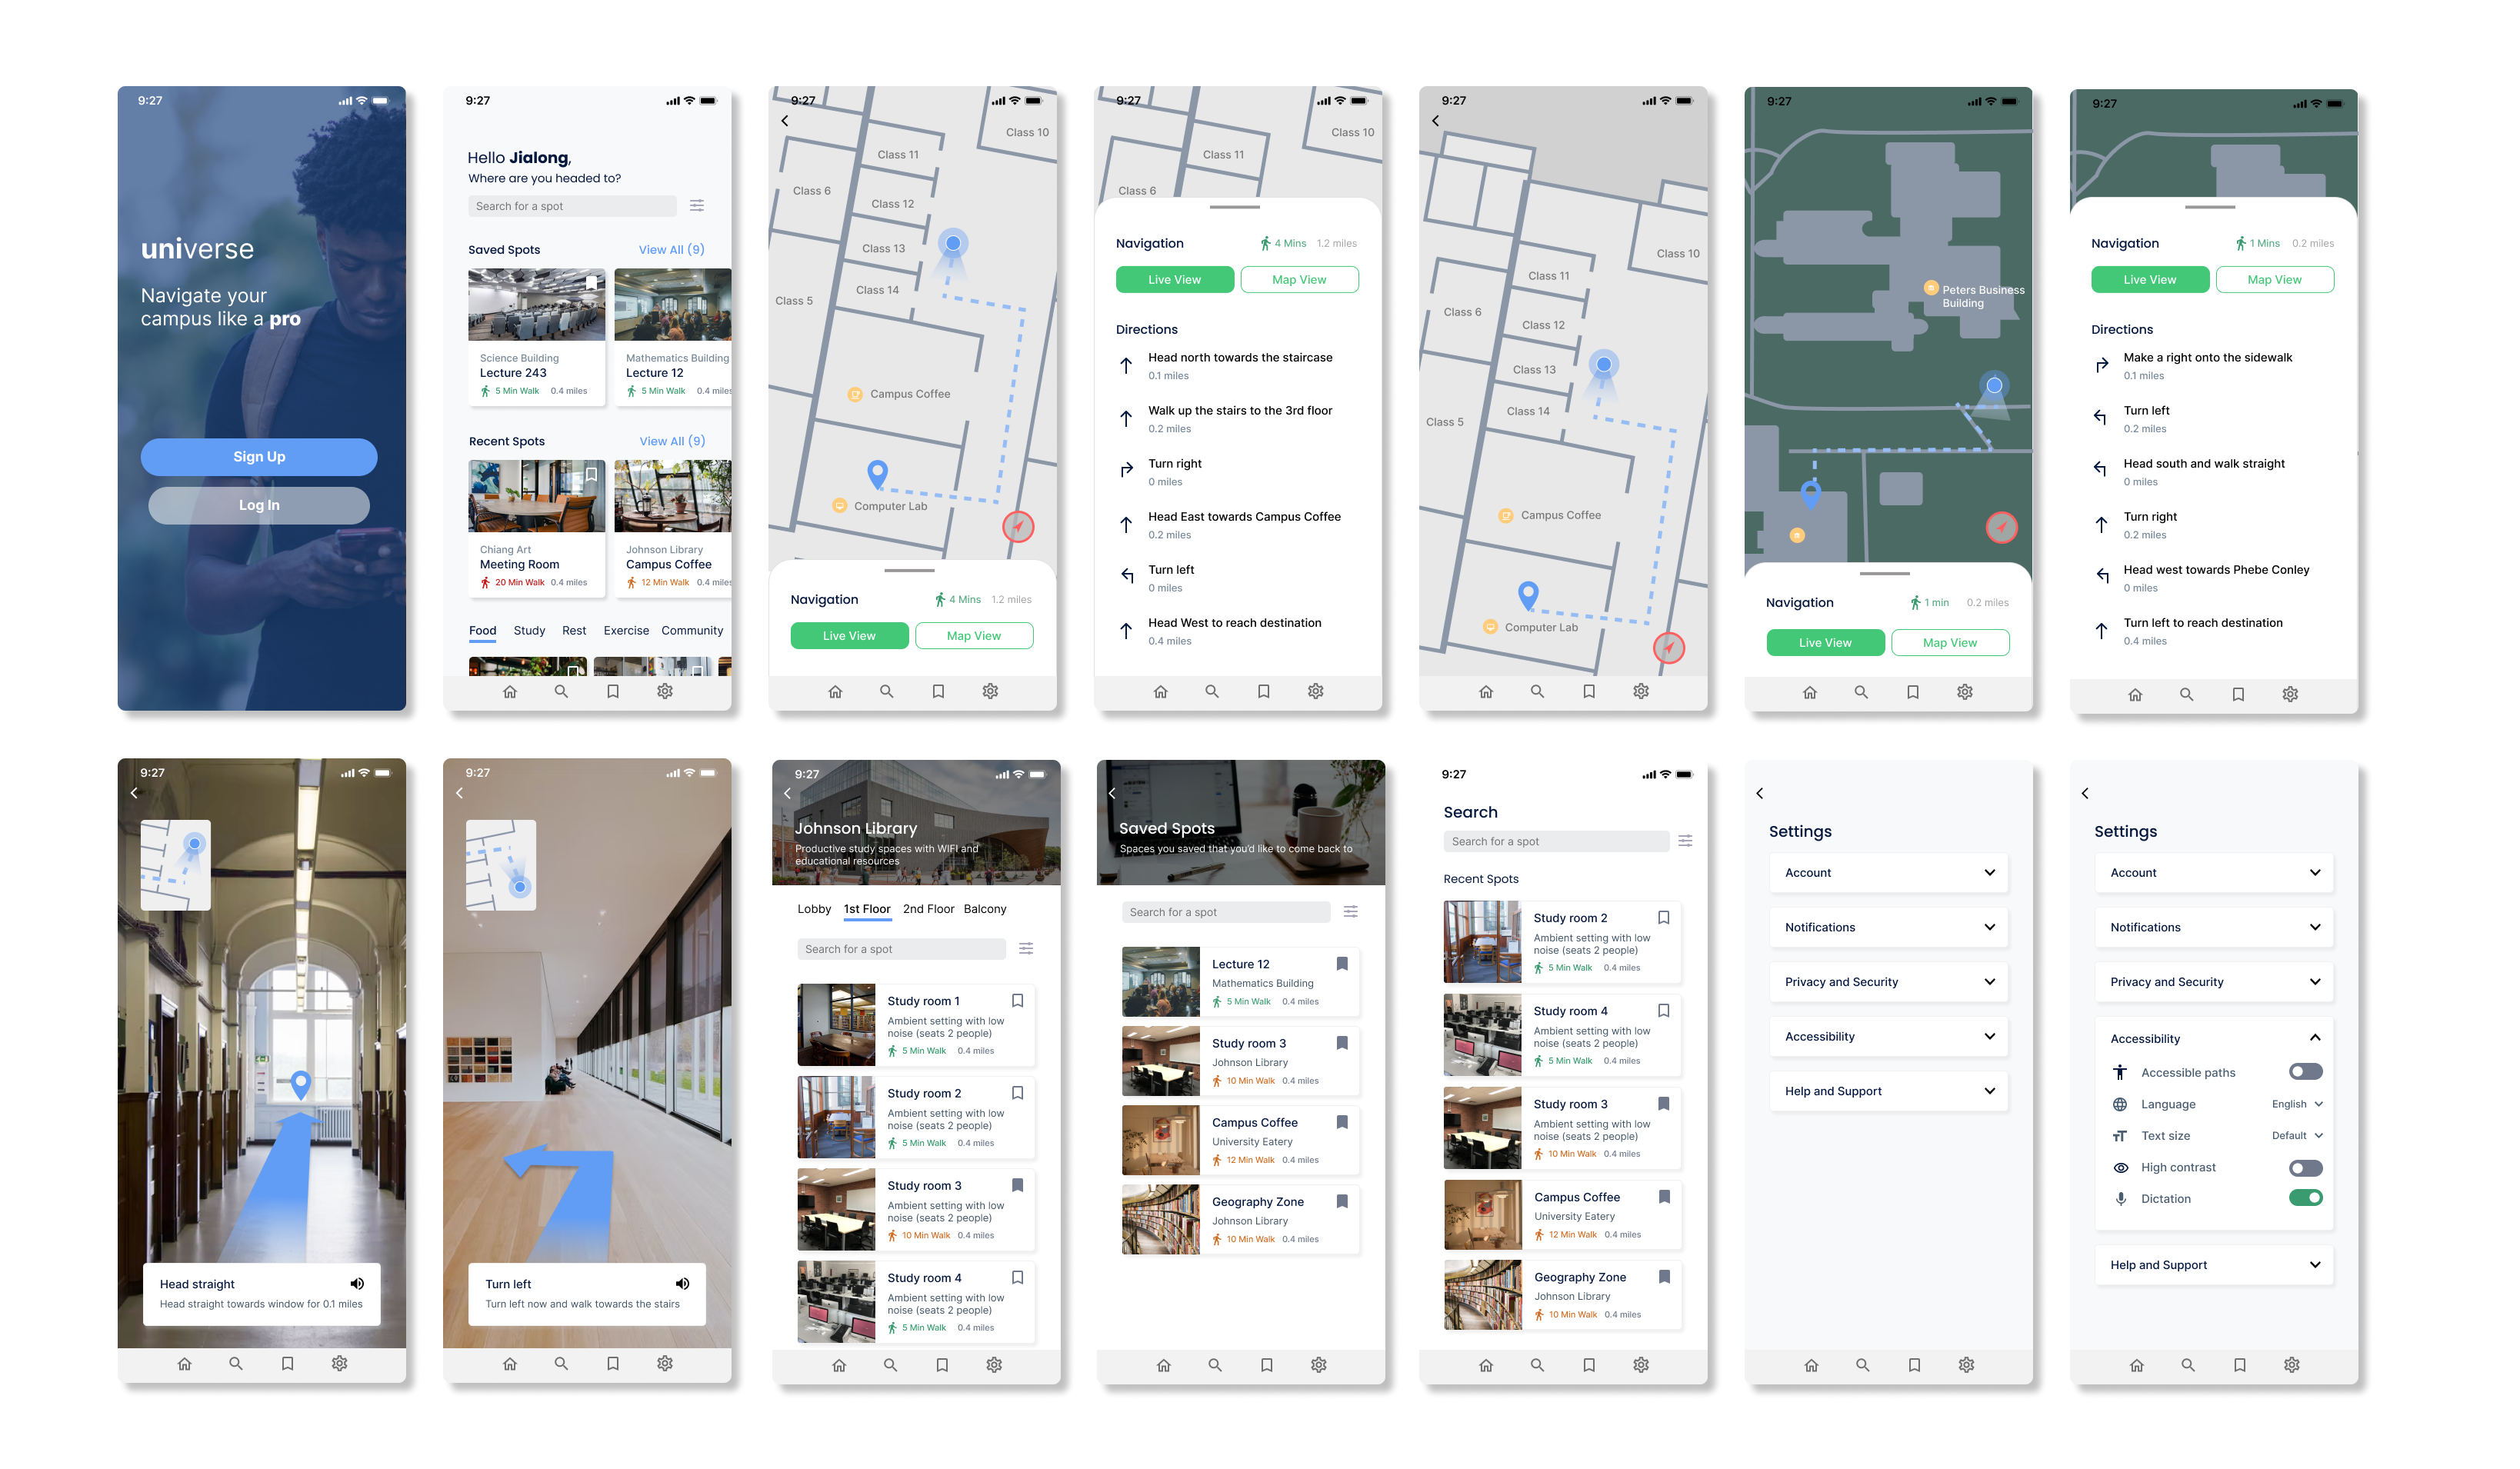 9:27
universe
Navigate your
campus like a pro
Sign Up
Log In
9:27
Hello Jialong,
Where are you headed to?
Search for a spot
Saved Spots View All (9)
Science Building
Lecture 243
5 Min Walk 0.4 miles
Mathematics Building
Lecture 12
5 Min Walk 0.4 miles
Recent Spots View All (9)
Chiang Art
Meeting Room
20 Min Walk 0.4 miles
Johnson Library
Campus Coffee
12 Min Walk 0.4 miles
Food Study Rest Exercise Community
9:27
Class 10
Class 11
Class 6
Class 12
Class 13
Class 14
Class 5
Campus Coffee
Computer Lab
Navigation 4 Mins 1.2 miles
Live View Map View
9:27
Class 10
Class 11
Class 6
Navigation 4 Mins 1.2 miles
Live View Map View
Directions
Head north towards the staircase
0.1 miles
Walk up the stairs to the 3rd floor
0.2 miles
Turn right
0 miles
Head East towards Campus Coffee
0.2 miles
Turn left
0 miles
Head West to reach destination
0.4 miles
9:27
Class 10
Class 11
Class 6
Class 12
Class 13
Class 14
Class 5
Campus Coffee
Computer Lab
9:27
Peters Business
Building
Navigation 1 min 0.2 miles
Live View Map View
9:27
Navigation 1 Mins 0.2 miles
Live View Map View
Directions
Make a right onto the sidewalk
0.1 miles
Turn left
0.2 miles
Head south and walk straight
0 miles
Turn right
0.2 miles
Head west towards Phebe Conley
0 miles
Turn left to reach destination
0.4 miles
9:27
Head straight
Head straight towards window for 0.1 miles
9:27
Turn left
Turn left now and walk towards the stairs
9:27
Johnson Library
Productive study spaces with WIFI and
educational resources
Lobby 1st Floor 2nd Floor Balcony
Search for a spot
Study room 1
Ambient setting with low
noise (seats 2 people)
5 Min Walk 0.4 miles
Study room 2
Ambient setting with low
noise (seats 2 people)
5 Min Walk 0.4 miles
Study room 3
Ambient setting with low
noise (seats 2 people)
10 Min Walk 0.4 miles
Study room 4
Ambient setting with low
noise (seats 2 people)
5 Min Walk 0.4 miles
Saved Spots
Spaces you saved that you'd like to come back to
Search for a spot
Lecture 12
Mathematics Building
5 Min Walk 0.4 miles
Study room 3
Johnson Library
10 Min Walk 0.4 miles
Campus Coffee
University Eatery
12 Min Walk 0.4 miles
Geography Zone
Johnson Library
10 Min Walk 0.4 miles
9:27
Search
Search for a spot
Recent Spots
Study room 2
Ambient setting with low
noise (seats 2 people)
5 Min Walk 0.4 miles
Study room 4
Ambient setting with low
noise (seats 2 people)
5 Min Walk 0.4 miles
Study room 3
Ambient setting with low
noise (seats 2 people)
10 Min Walk 0.4 miles
Campus Coffee
University Eatery
12 Min Walk 0.4 miles
Geography Zone
Johnson Library
10 Min Walk 0.4 miles
Settings
Account
Notifications
Privacy and Security
Accessibility
Help and Support
Settings
Account
Notifications
Privacy and Security
Accessibility
Accessible paths
Language English
Text size Default
High contrast
Dictation
Help and Support